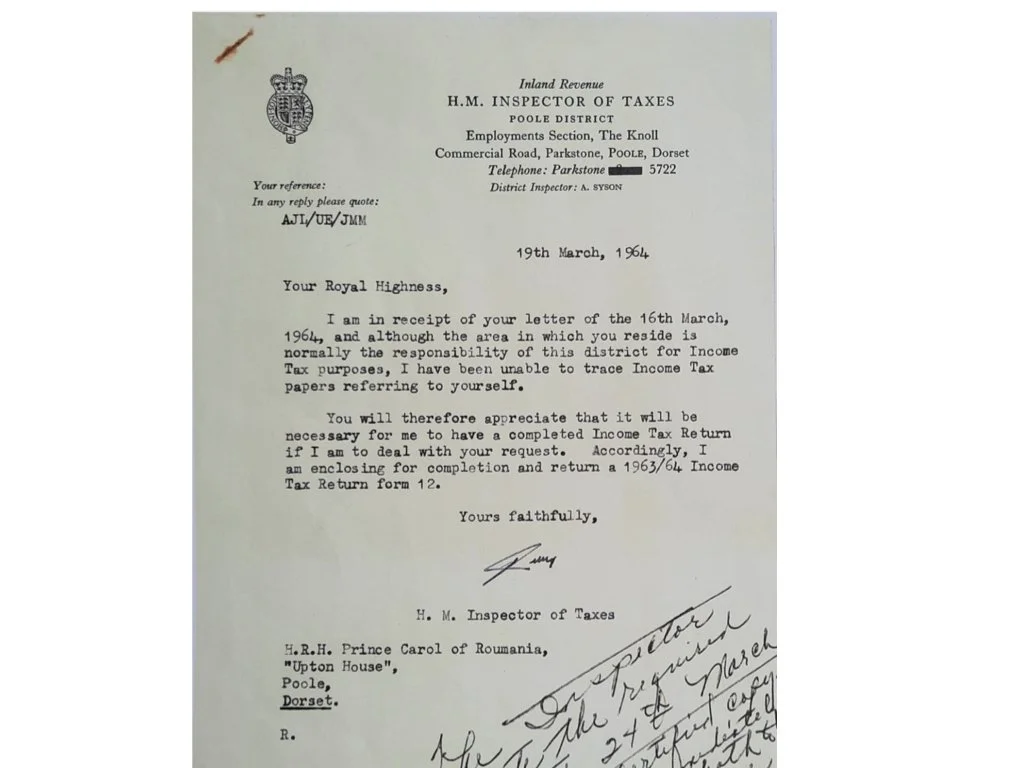 Inland Revenue
H.M. INSPECTOR OF TAXES
POOLE DISTRICT
Employments Section, The Knoll
Commercial Road, Parkstone, POOLE, Dorset
Telephone: Parkstone 5722
District Inspector: A. SYSON
Your reference:
In any reply please quote:
AJL/UE/JMM
19th March, 1964
Your Royal Highness,
I am in receipt of your letter of the 16th March,
1964, and although the area in which you reside is
normally the responsibility of this district for Income
Tax purposes, I have been unable to trace Income Tax
papers referring to yourself.
You will therefore appreciate that it will be
necessary for me to have a completed Income Tax Return
if I am to deal with your request. Accordingly, I
am enclosing for completion and return a 1963/64 Income
Tax Return form 12.
Yours faithfully,
H. M. Inspector of Taxes
H.R.H. Prince Carol of Roumania,
"Upton House",
Poole,
Dorset.
R.
Inspector
the required
24th March
certified copy